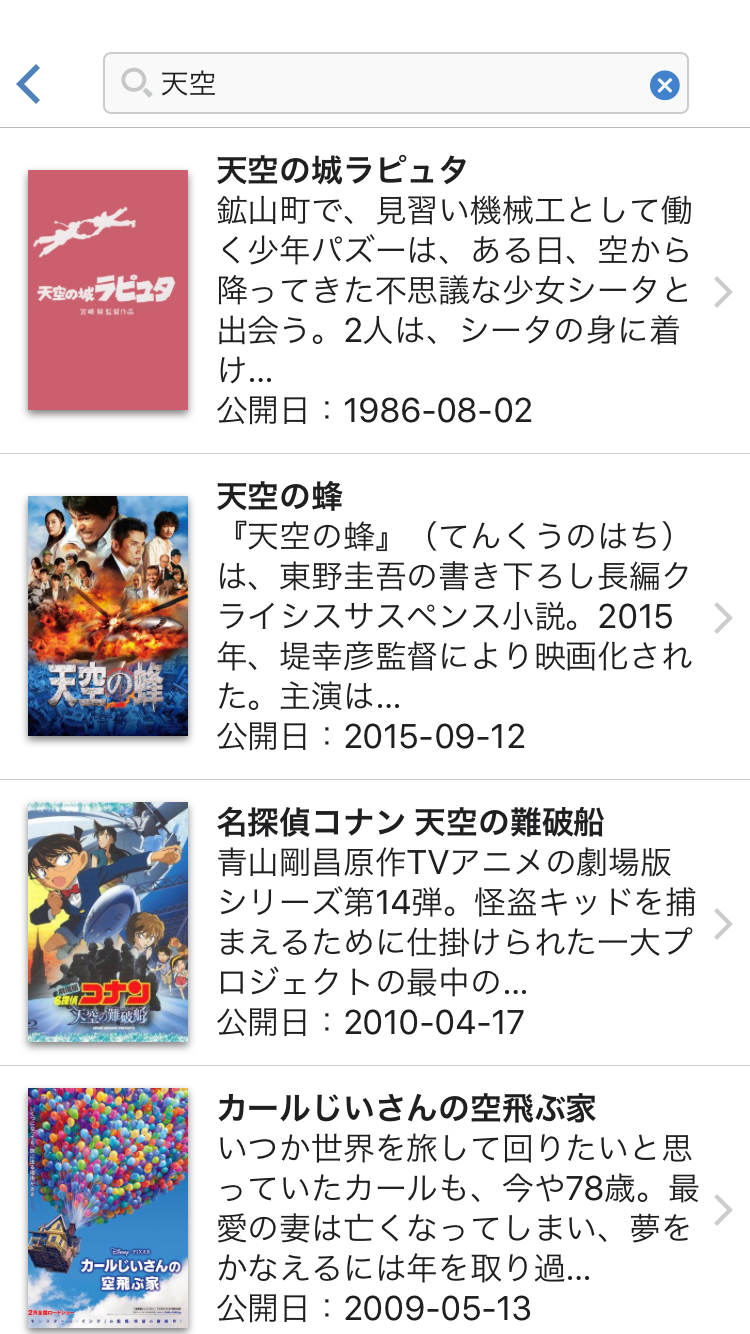 天空
天空の城ラピュタ
天空の城ラピュタ
宮崎駿監督作品
鉱山町で、見習い機械工として働
く少年パズーは、ある日、空から
降ってきた不思議な少女シータと
出会う。2人は、シータの身に着
け...
公開日：1986-08-02
天空の蜂
天空の蜂
『天空の蜂』（てんくうのはち）
は、東野圭吾の書き下ろし長編ク
ライシスサスペンス小説。2015
年、堤幸彦監督により映画化され
た。主演は...
公開日：2015-09-12
名探偵コナン
天空の難破船
名探偵コナン 天空の難破船
青山剛昌原作TVアニメの劇場版
シリーズ第14弾。怪盗キッドを捕
まえるために仕掛けられた一大プ
ロジェクトの最中の...
公開日：2010-04-17
Disney PIXAR
カールじいさんの
空飛ぶ家
2月全国ロードショー
カールじいさんの空飛ぶ家
いつか世界を旅して回りたいと思
っていたカールも、今や78歳。最
愛の妻は亡くなってしまい、夢を
かなえるには年を取り過...
公開日：2009-05-13